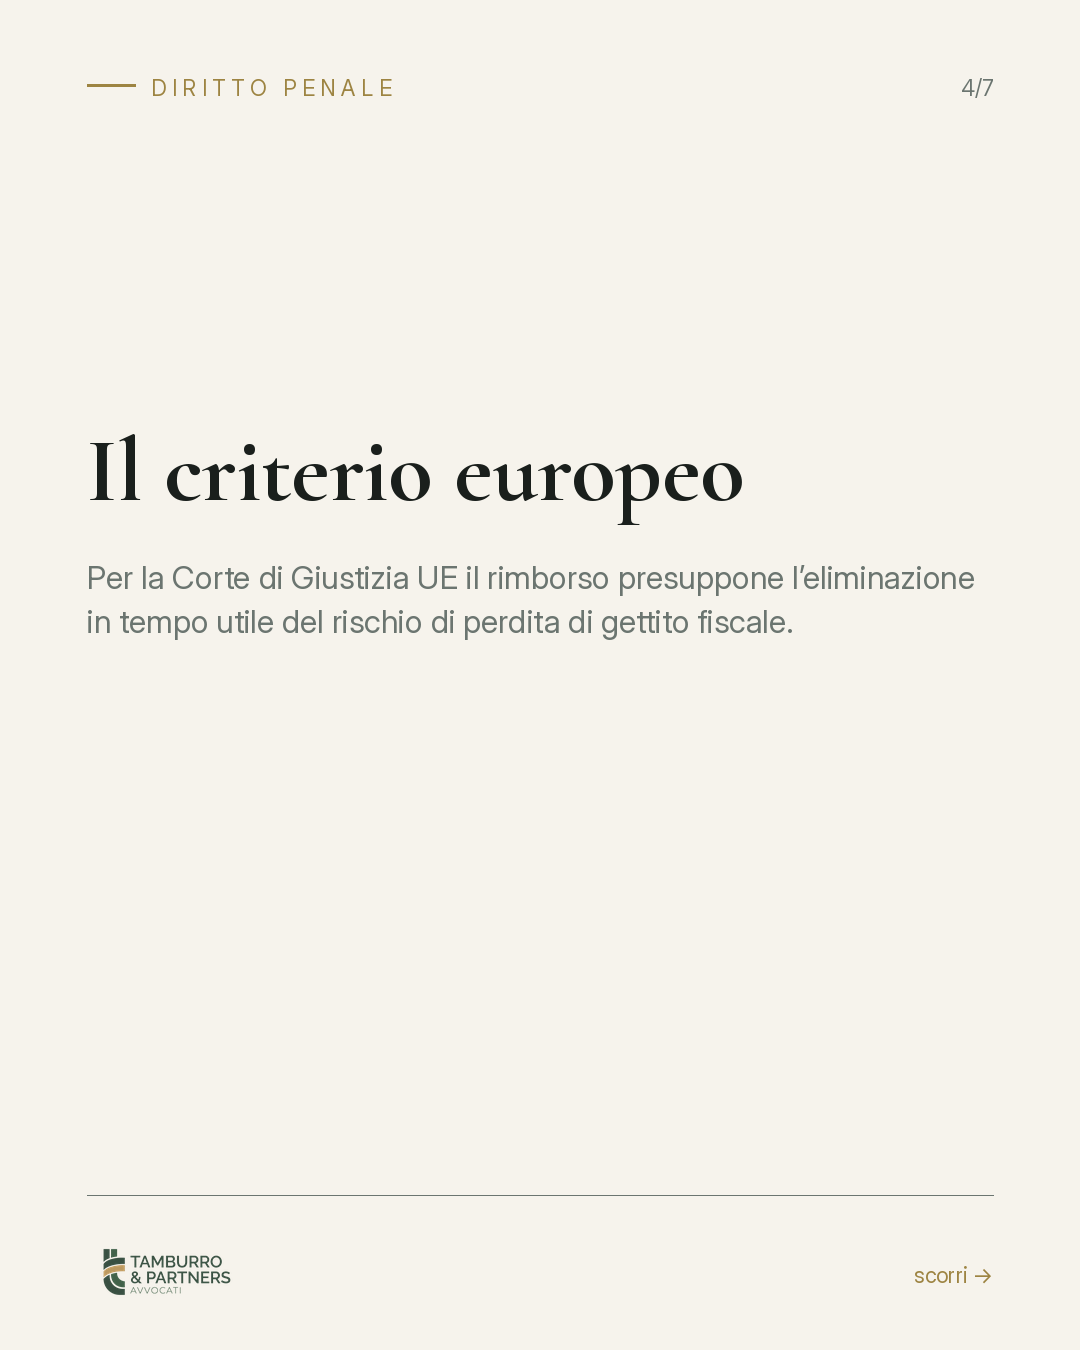 DIRITTO PENALE
4/7
Il criterio europeo
Per la Corte di Giustizia UE il rimborso presuppone l’eliminazione
in tempo utile del rischio di perdita di gettito fiscale.
TAMBURRO
& PARTNERS
AVVOCATI
scorri →